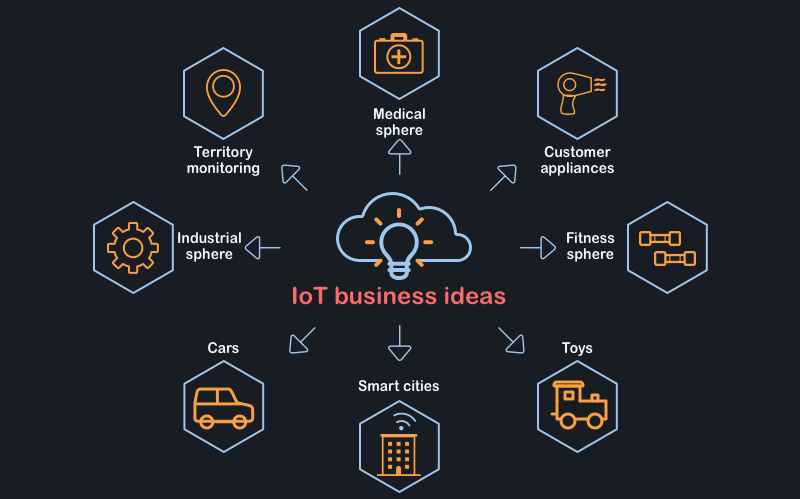 Medical
sphere
Territory
monitoring
Customer
appliances
Industrial
sphere
Fitness
sphere
IoT business ideas
Cars
Toys
Smart cities